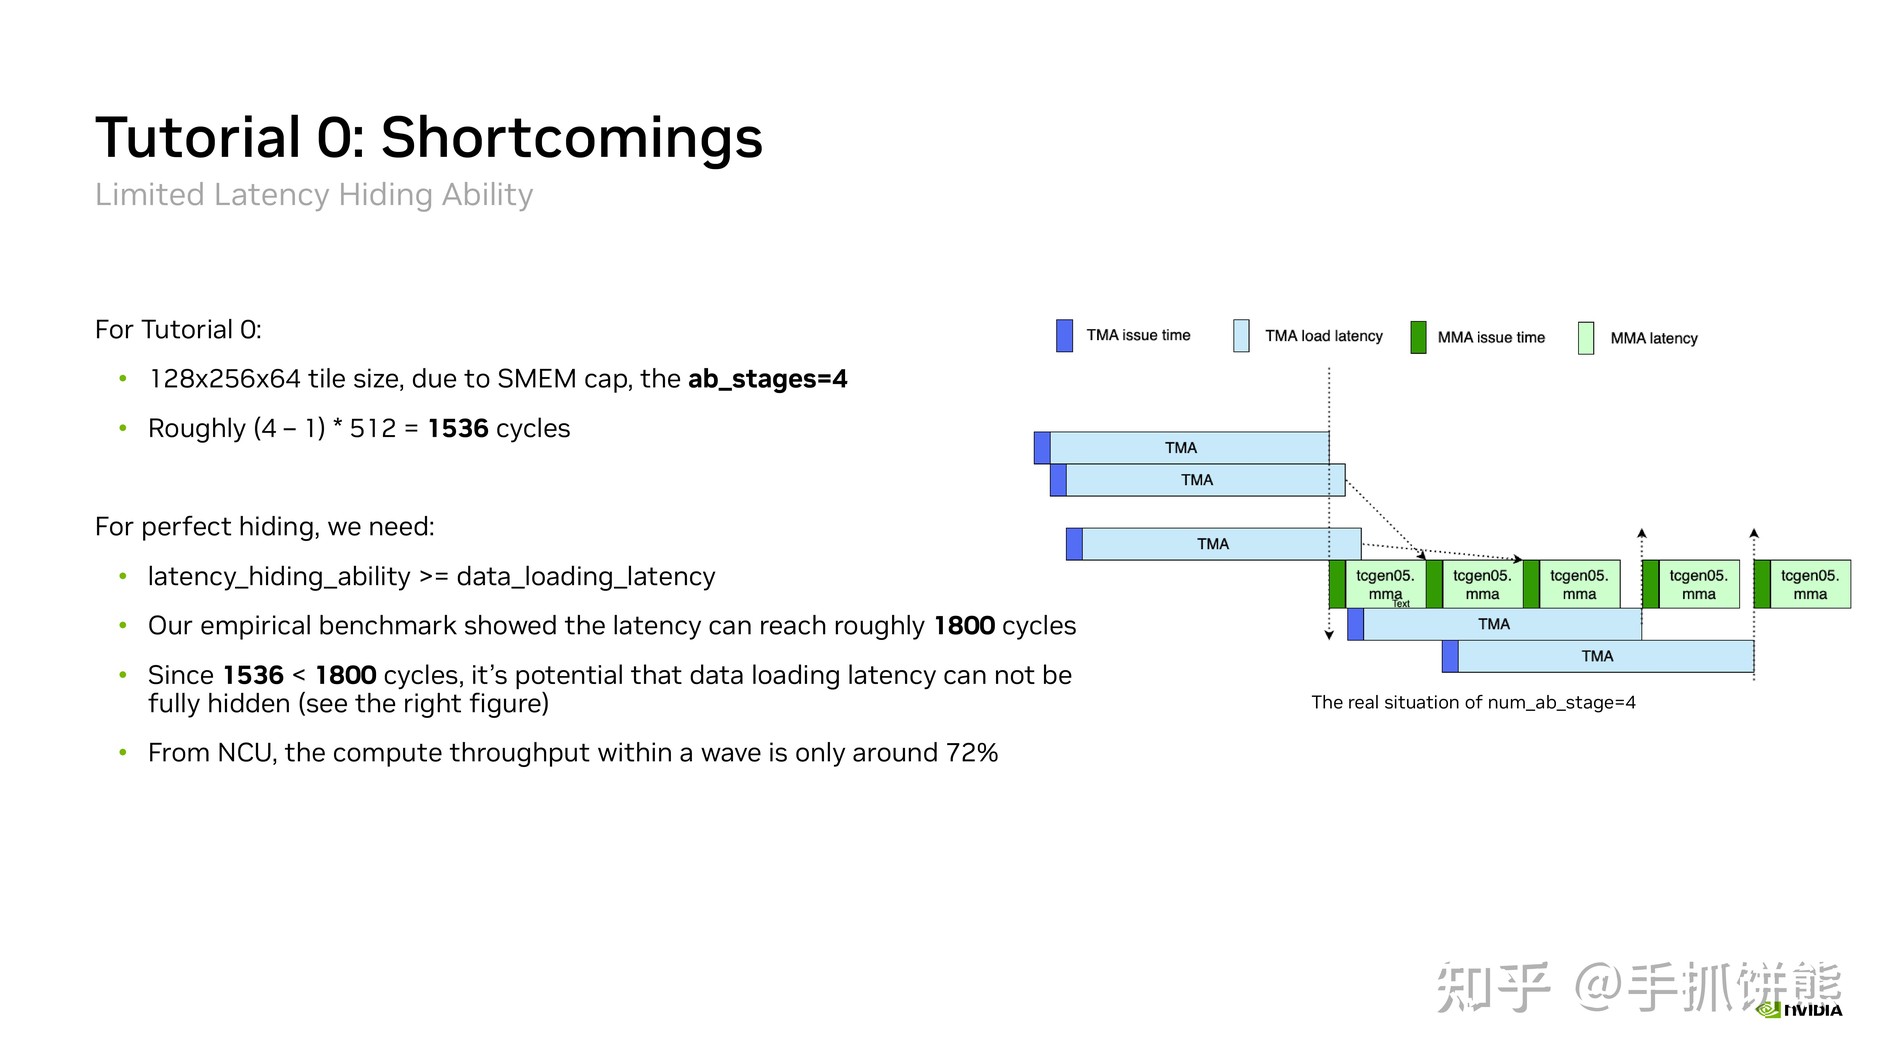 Tutorial 0: Shortcomings
Limited Latency Hiding Ability
For Tutorial 0:
• 128x256x64 tile size, due to SMEM cap, the ab_stages=4
• Roughly (4 – 1) * 512 = 1536 cycles
For perfect hiding, we need:
• latency_hiding_ability >= data_loading_latency
• Our empirical benchmark showed the latency can reach roughly 1800 cycles
• Since 1536 < 1800 cycles, it’s potential that data loading latency can not be
fully hidden (see the right figure)
• From NCU, the compute throughput within a wave is only around 72%
TMA issue time
TMA load latency
MMA issue time
MMA latency
TMA
TMA
TMA
tcgen05.
mma
Text
tcgen05.
mma
tcgen05.
mma
tcgen05.
mma
tcgen05.
mma
TMA
TMA
The real situation of num_ab_stage=4
知乎 @手抓饼熊
NVIDIA